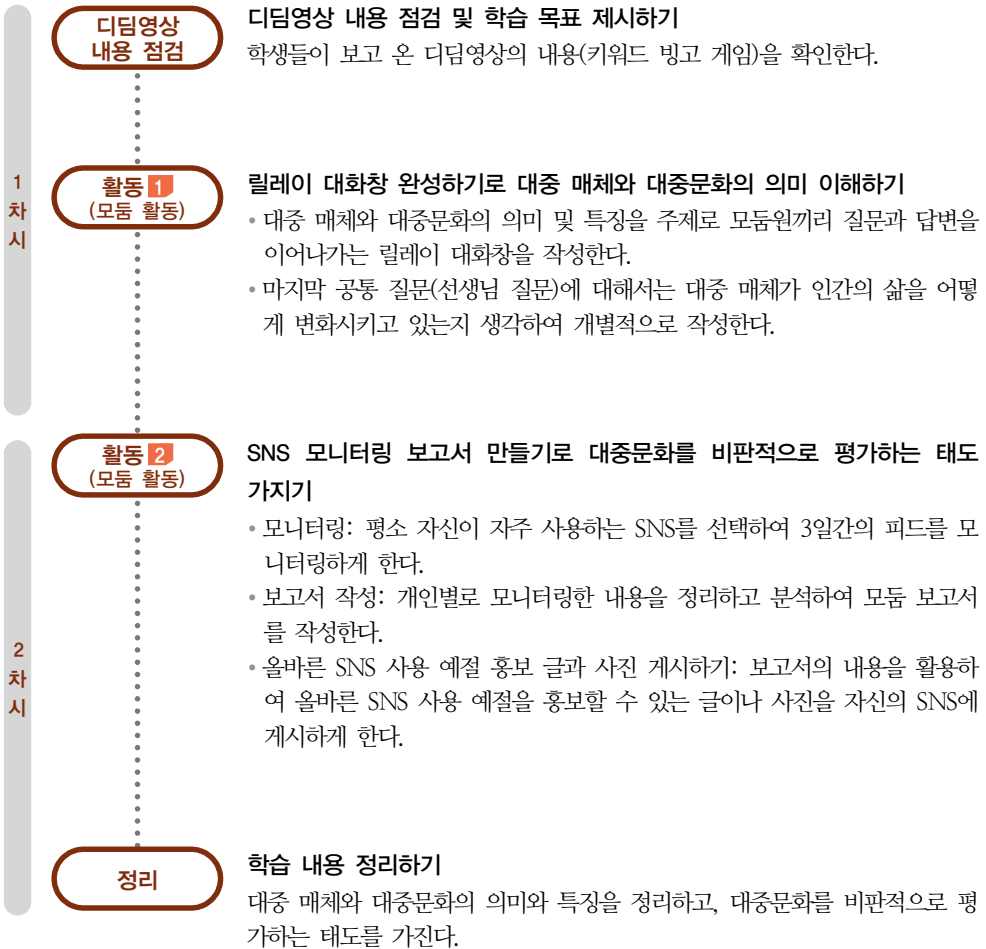 1
차
시
디딤영상
내용 점검
디딤영상 내용 점검 및 학습 목표 제시하기
학생들이 보고 온 디딤영상의 내용(키워드 빙고 게임)을 확인한다.
활동 1
(모둠 활동)
릴레이 대화창 완성하기로 대중 매체와 대중문화의 의미 이해하기
• 대중 매체와 대중문화의 의미 및 특징을 주제로 모둠원끼리 질문과 답변을
이어나가는 릴레이 대화창을 작성한다.
• 마지막 공통 질문(선생님 질문)에 대해서는 대중 매체가 인간의 삶을 어떻
게 변화시키고 있는지 생각하여 개별적으로 작성한다.
2
차
시
활동 2
(모둠 활동)
SNS 모니터링 보고서 만들기로 대중문화를 비판적으로 평가하는 태도
가지기
• 모니터링: 평소 자신이 자주 사용하는 SNS를 선택하여 3일간의 피드를 모
니터링하게 한다.
• 보고서 작성: 개인별로 모니터링한 내용을 정리하고 분석하여 모둠 보고서
를 작성한다.
• 올바른 SNS 사용 예절 홍보 글과 사진 게시하기: 보고서의 내용을 활용하
여 올바른 SNS 사용 예절을 홍보할 수 있는 글이나 사진을 자신의 SNS에
게시하게 한다.
정리
학습 내용 정리하기
대중 매체와 대중문화의 의미와 특징을 정리하고, 대중문화를 비판적으로 평
가하는 태도를 가진다.